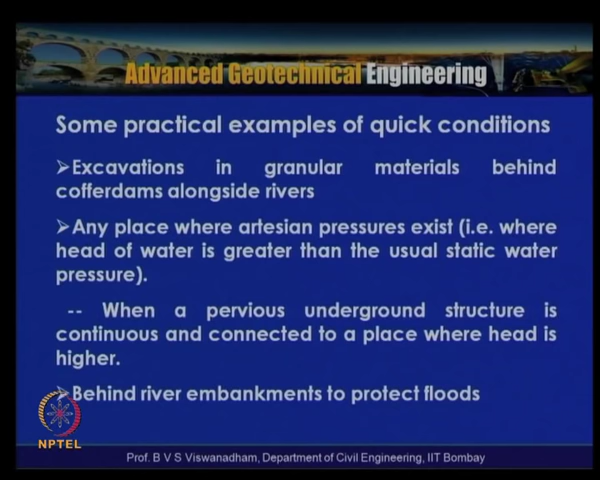 Advanced Geotechnical Engineering
Some practical examples of quick conditions
➢Excavations in granular materials behind
cofferdams alongside rivers
➢Any place where artesian pressures exist (i.e. where
head of water is greater than the usual static water
pressure).
-- When a pervious underground structure is
continuous and connected to a place where head is
higher.
➢Behind river embankments to protect floods
NPTEL
Prof. B V S Viswanadham, Department of Civil Engineering, IIT Bombay